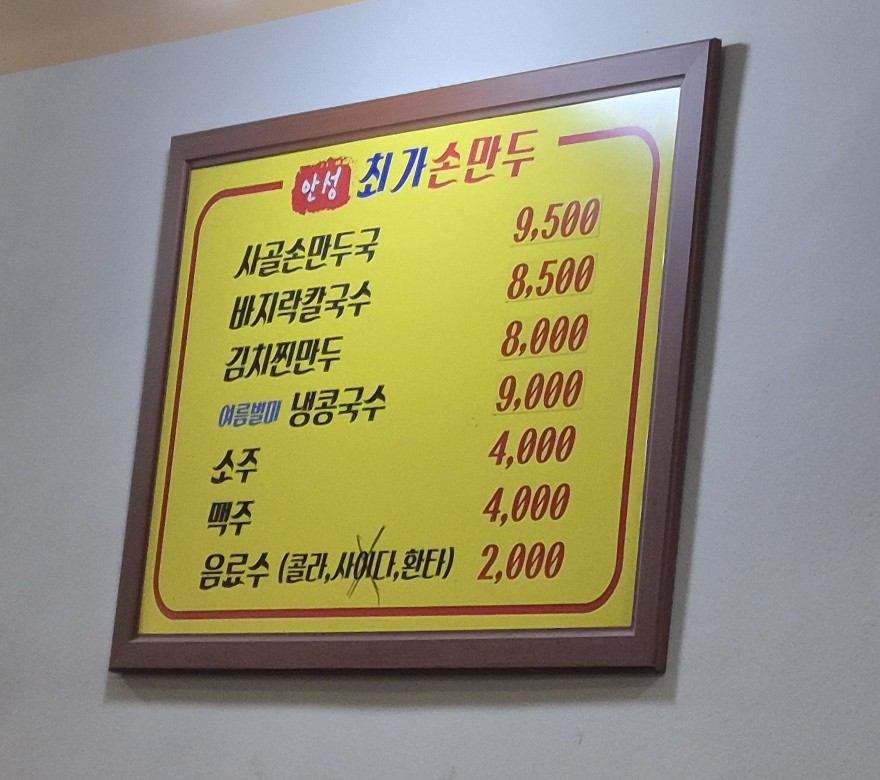 안성 최가손만두
사골손만두국 9,500
바지락칼국수 8,500
김치찐만두 8,000
여름별미 냉콩국수 9,000
소주 4,000
맥주 4,000
음료수 (콜라,사이다,환타) 2,000